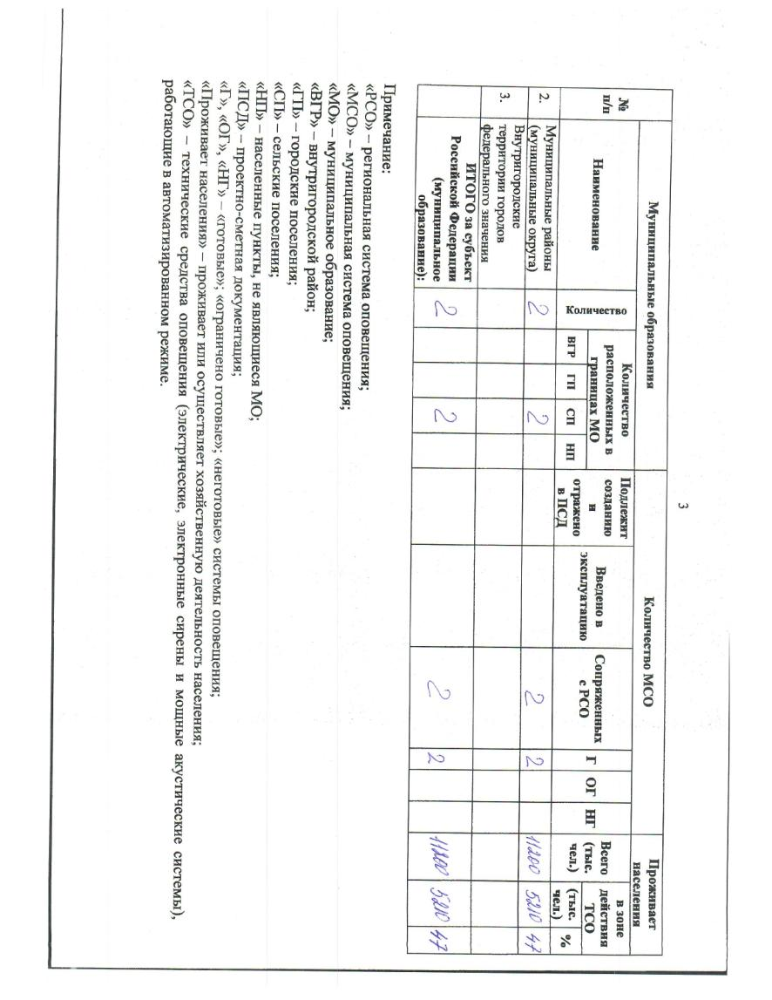 3
Муниципальные образования
Количество МСО
Проживает населения
№ п/п
Наименование
Количество
Количество расположенных в границах МО
ВГР
ГП
СП
НП
Подлежит созданию и отражено в ПСД
Введено в эксплуатацию
Сопряженных с РСО
Г
ОГ
НГ
Всего (тыс. чел.)
в зоне действия ТСО
(тыс. чел.)
%
2. Муниципальные районы (муниципальные округа) 2 2 2 2 11200 5210 47
3. Внутригородские территории городов федерального значения
ИТОГО за субъект Российской Федерации (муниципальное образование): 2 2 2 2 11200 5210 47
Примечание:
«РСО» – региональная система оповещения;
«МСО» – муниципальная система оповещения;
«МО» – муниципальное образование;
«ВГР» – внутригородской район;
«ГП» – городские поселения;
«СП» – сельские поселения;
«НП» – населенные пункты, не являющиеся МО;
«ПСД» – проектно-сметная документация;
«Г», «ОГ», «НГ» – «готовые»; «ограничено готовые»; «неготовые» системы оповещения;
«Проживает населения» – проживает или осуществляет хозяйственную деятельность населения;
«ТСО» – технические средства оповещения (электрические, электронные сирены и мощные акустические системы),
работающие в автоматизированном режиме.